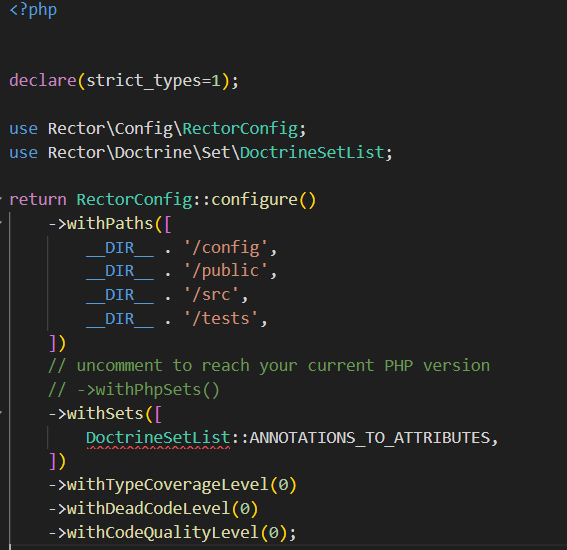 <?php
declare(strict_types=1);
use Rector\Config\RectorConfig;
use Rector\Doctrine\Set\DoctrineSetList;
return RectorConfig::configure()
->withPaths([
__DIR__ . '/config',
__DIR__ . '/public',
__DIR__ . '/src',
__DIR__ . '/tests',
])
// uncomment to reach your current PHP version
// ->withPhpSets()
->withSets([
DoctrineSetList::ANNOTATIONS_TO_ATTRIBUTES,
])
->withTypeCoverageLevel(0)
->withDeadCodeLevel(0)
->withCodeQualityLevel(0);